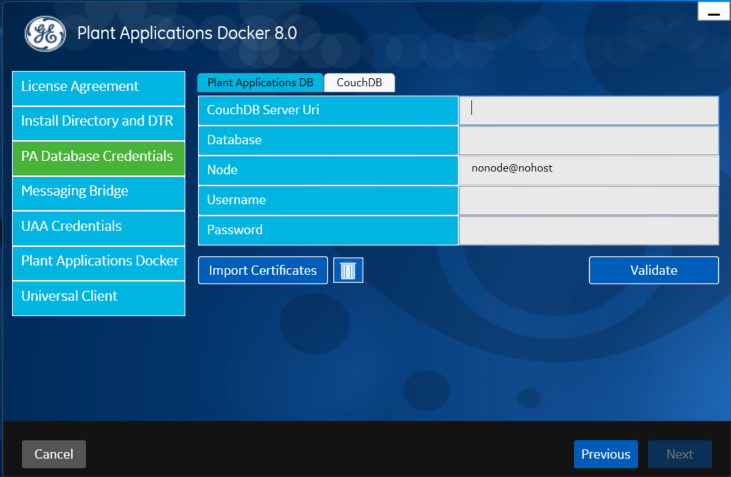 Plant Applications Docker 8.0
License Agreement
Install Directory and DTR
PA Database Credentials
Messaging Bridge
UAA Credentials
Plant Applications Docker
Universal Client
Plant Applications DB
CouchDB
CouchDB Server Uri
Database
Node
nonode@nohost
Username
Password
Import Certificates
Validate
Cancel
Previous
Next